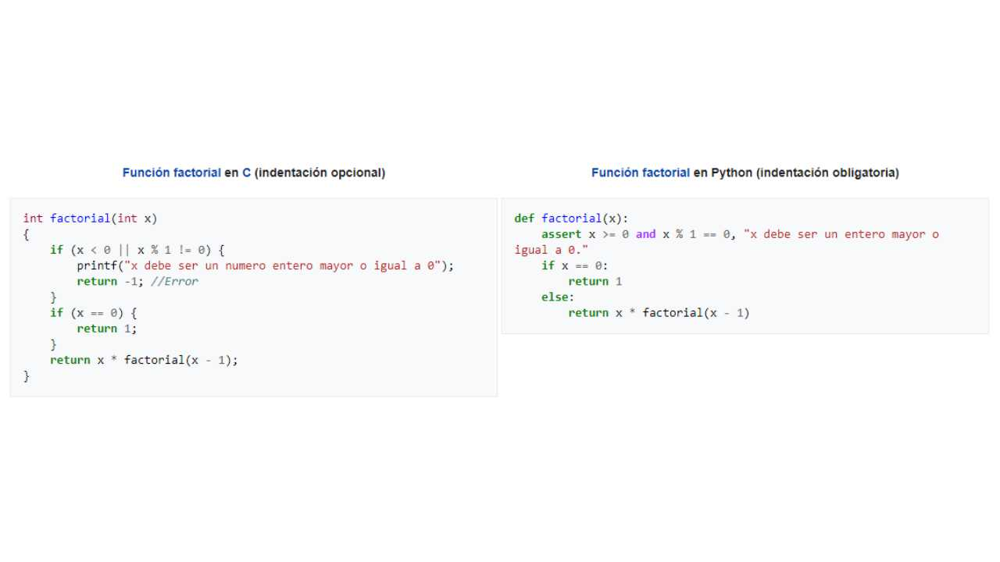 Función factorial en C (indentación opcional)
int factorial(int x)
{
    if (x < 0 || x % 1 != 0) {
        printf("x debe ser un numero entero mayor o igual a 0");
        return -1; //Error
    }
    if (x == 0) {
        return 1;
    }
    return x * factorial(x - 1);
}
Función factorial en Python (indentación obligatoria)
def factorial(x):
    assert x >= 0 and x % 1 == 0, "x debe ser un entero mayor o
igual a 0."
    if x == 0:
        return 1
    else:
        return x * factorial(x - 1)